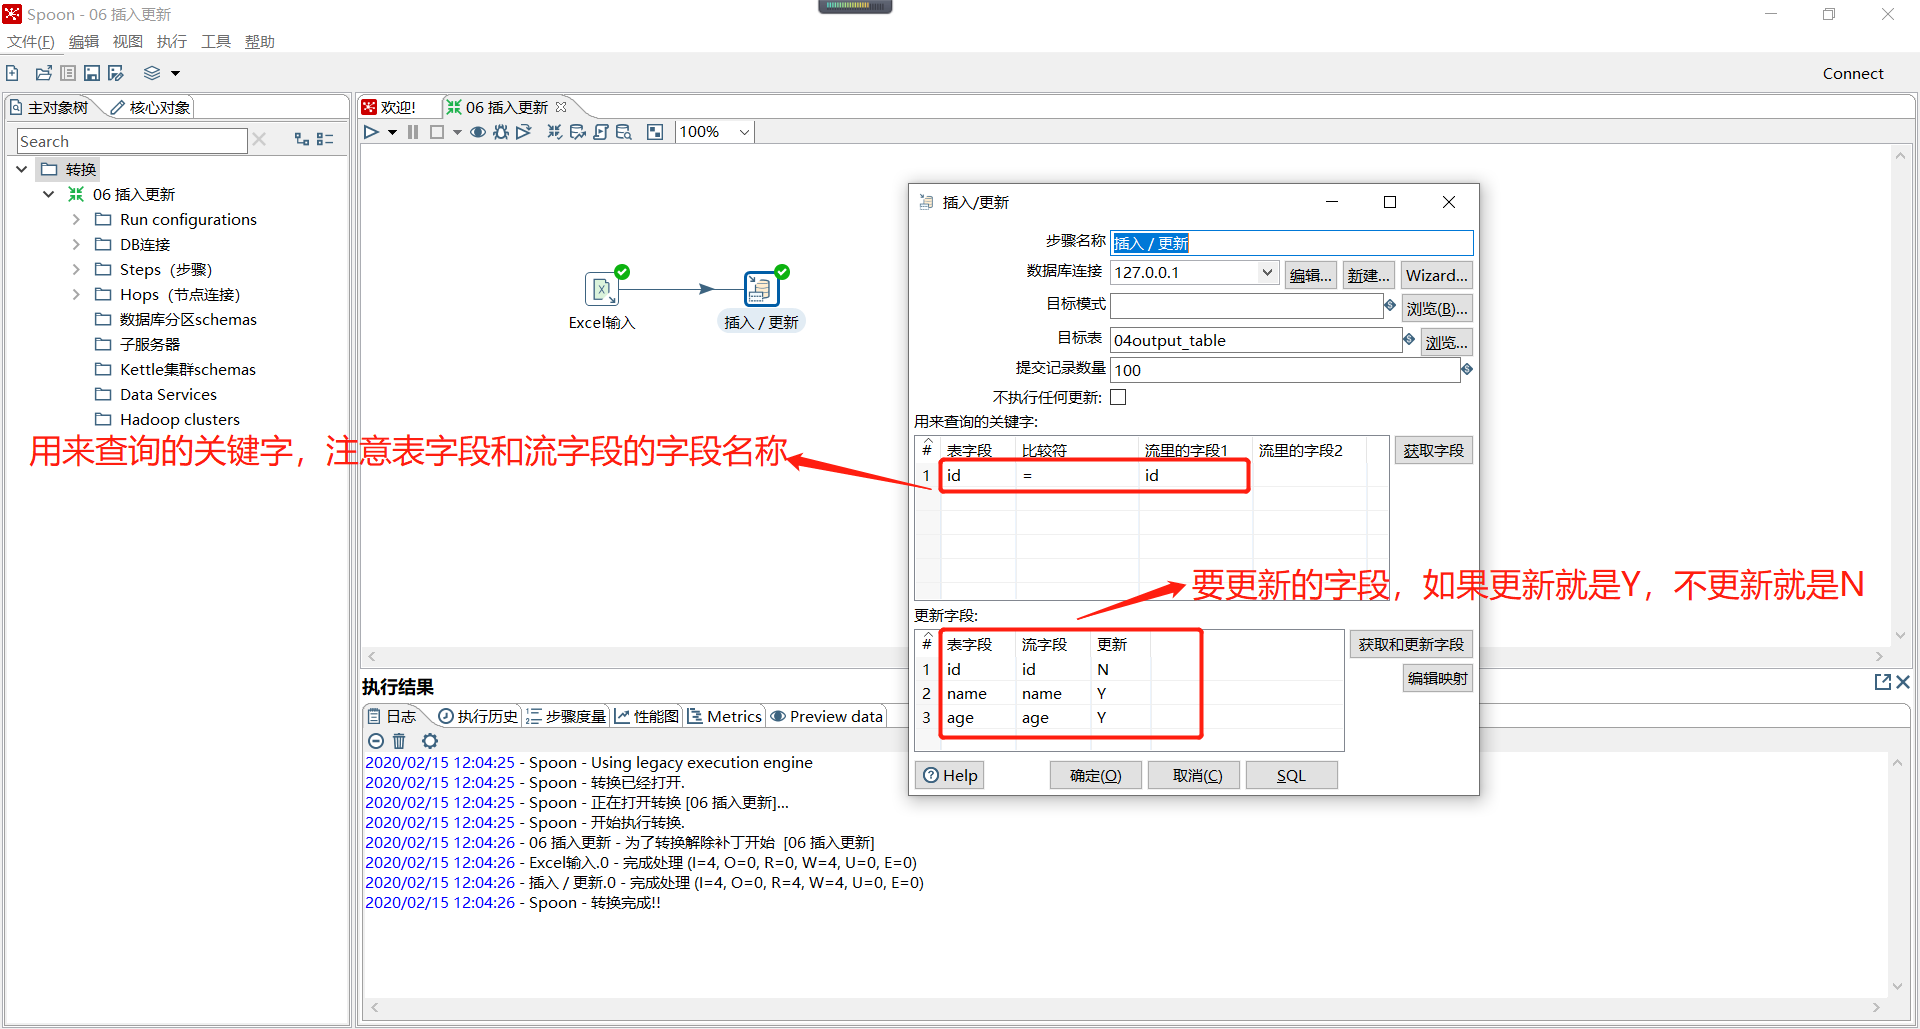 Spoon - 06 插入更新
文件(F) 编辑 视图 执行 工具 帮助
Connect
主对象树 核心对象
Search
转换
06 插入更新
Run configurations
DB连接
Steps（步骤）
Hops（节点连接）
数据库分区schemas
子服务器
Kettle集群schemas
Data Services
Hadoop clusters
欢迎! 06 插入更新
100%
Excel输入
插入 / 更新
用来查询的关键字，注意表字段和流字段的字段名称
插入/更新
步骤名称 插入 / 更新
数据库连接 127.0.0.1 编辑... 新建... Wizard...
目标模式 浏览(B)...
目标表 04output_table 浏览...
提交记录数量 100
不执行任何更新:
用来查询的关键字:
# 表字段 比较符 流里的字段1 流里的字段2 获取字段
1 id = id
要更新的字段，如果更新就是Y，不更新就是N
更新字段:
# 表字段 流字段 更新 获取和更新字段
1 id id N
编辑映射
2 name name Y
3 age age Y
Help 确定(O) 取消(C) SQL
执行结果
日志 执行历史 步骤度量 性能图 Metrics Preview data
2020/02/15 12:04:25 - Spoon - Using legacy execution engine
2020/02/15 12:04:25 - Spoon - 转换已经打开.
2020/02/15 12:04:25 - Spoon - 正在打开转换 [06 插入更新]...
2020/02/15 12:04:25 - Spoon - 开始执行转换.
2020/02/15 12:04:26 - 06 插入更新 - 为了转换解除补丁开始  [06 插入更新]
2020/02/15 12:04:26 - Excel输入.0 - 完成处理 (I=4, O=0, R=0, W=4, U=0, E=0)
2020/02/15 12:04:26 - 插入 / 更新.0 - 完成处理 (I=4, O=0, R=4, W=4, U=0, E=0)
2020/02/15 12:04:26 - Spoon - 转换完成!!